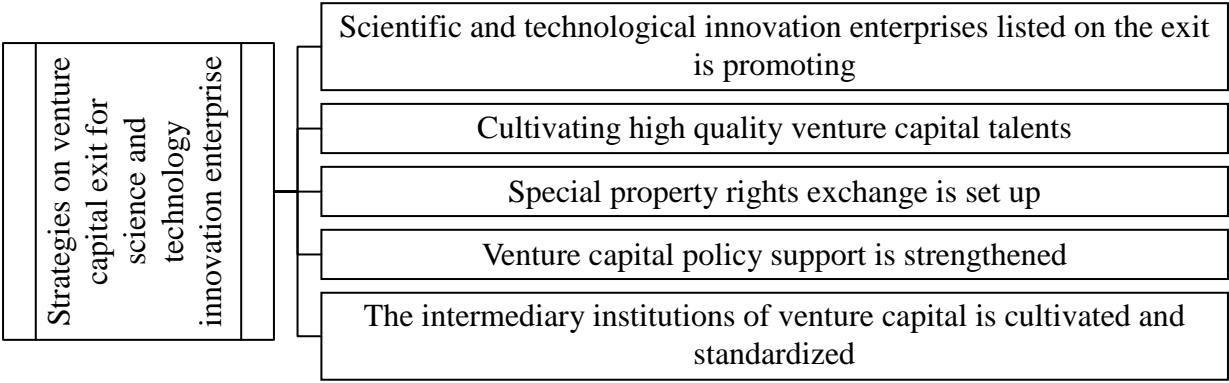 Strategies on venture
capital exit for
science and
technology
innovation enterprise
Scientific and technological innovation enterprises listed on the exit
is promoting
Cultivating high quality venture capital talents
Special property rights exchange is set up
Venture capital policy support is strengthened
The intermediary institutions of venture capital is cultivated and
standardized